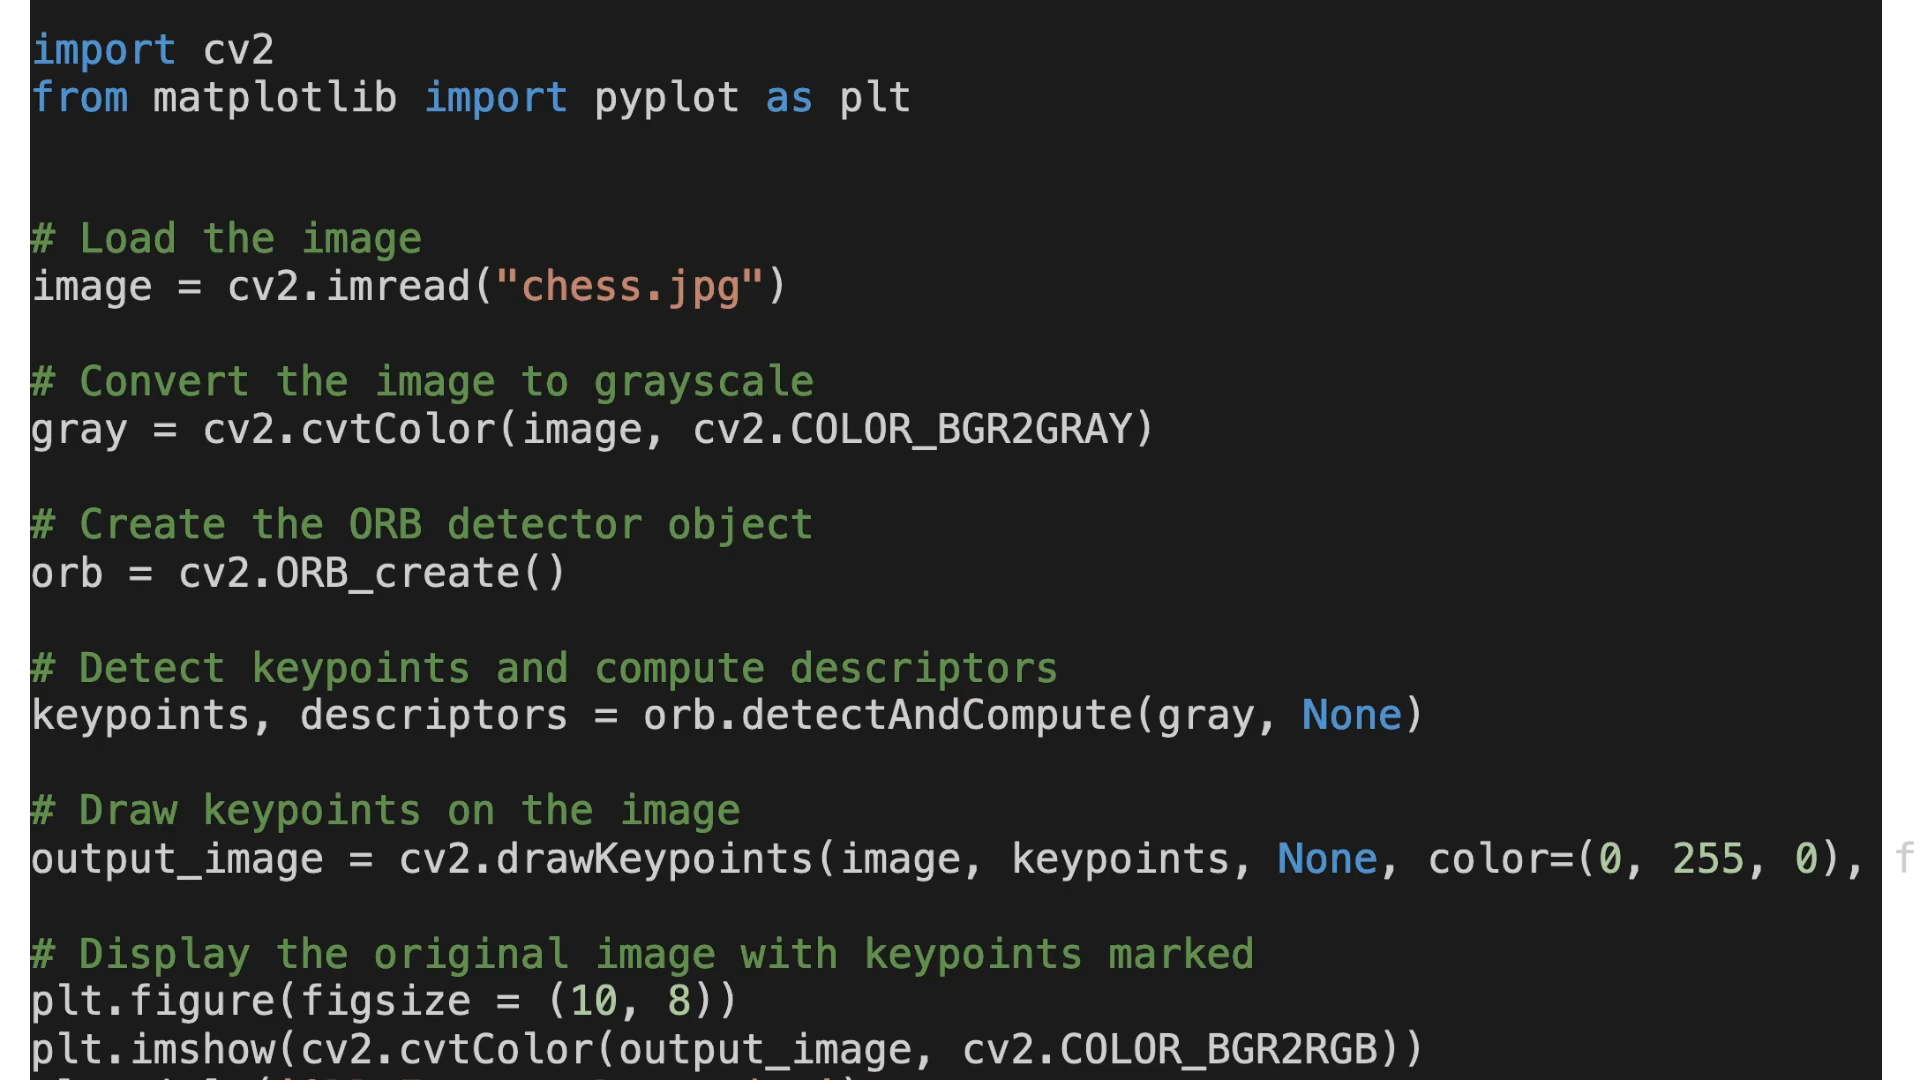 import cv2
from matplotlib import pyplot as plt
# Load the image
image = cv2.imread("chess.jpg")
# Convert the image to grayscale
gray = cv2.cvtColor(image, cv2.COLOR_BGR2GRAY)
# Create the ORB detector object
orb = cv2.ORB_create()
# Detect keypoints and compute descriptors
keypoints, descriptors = orb.detectAndCompute(gray, None)
# Draw keypoints on the image
output_image = cv2.drawKeypoints(image, keypoints, None, color=(0, 255, 0), f
# Display the original image with keypoints marked
plt.figure(figsize = (10, 8))
plt.imshow(cv2.cvtColor(output_image, cv2.COLOR_BGR2RGB))